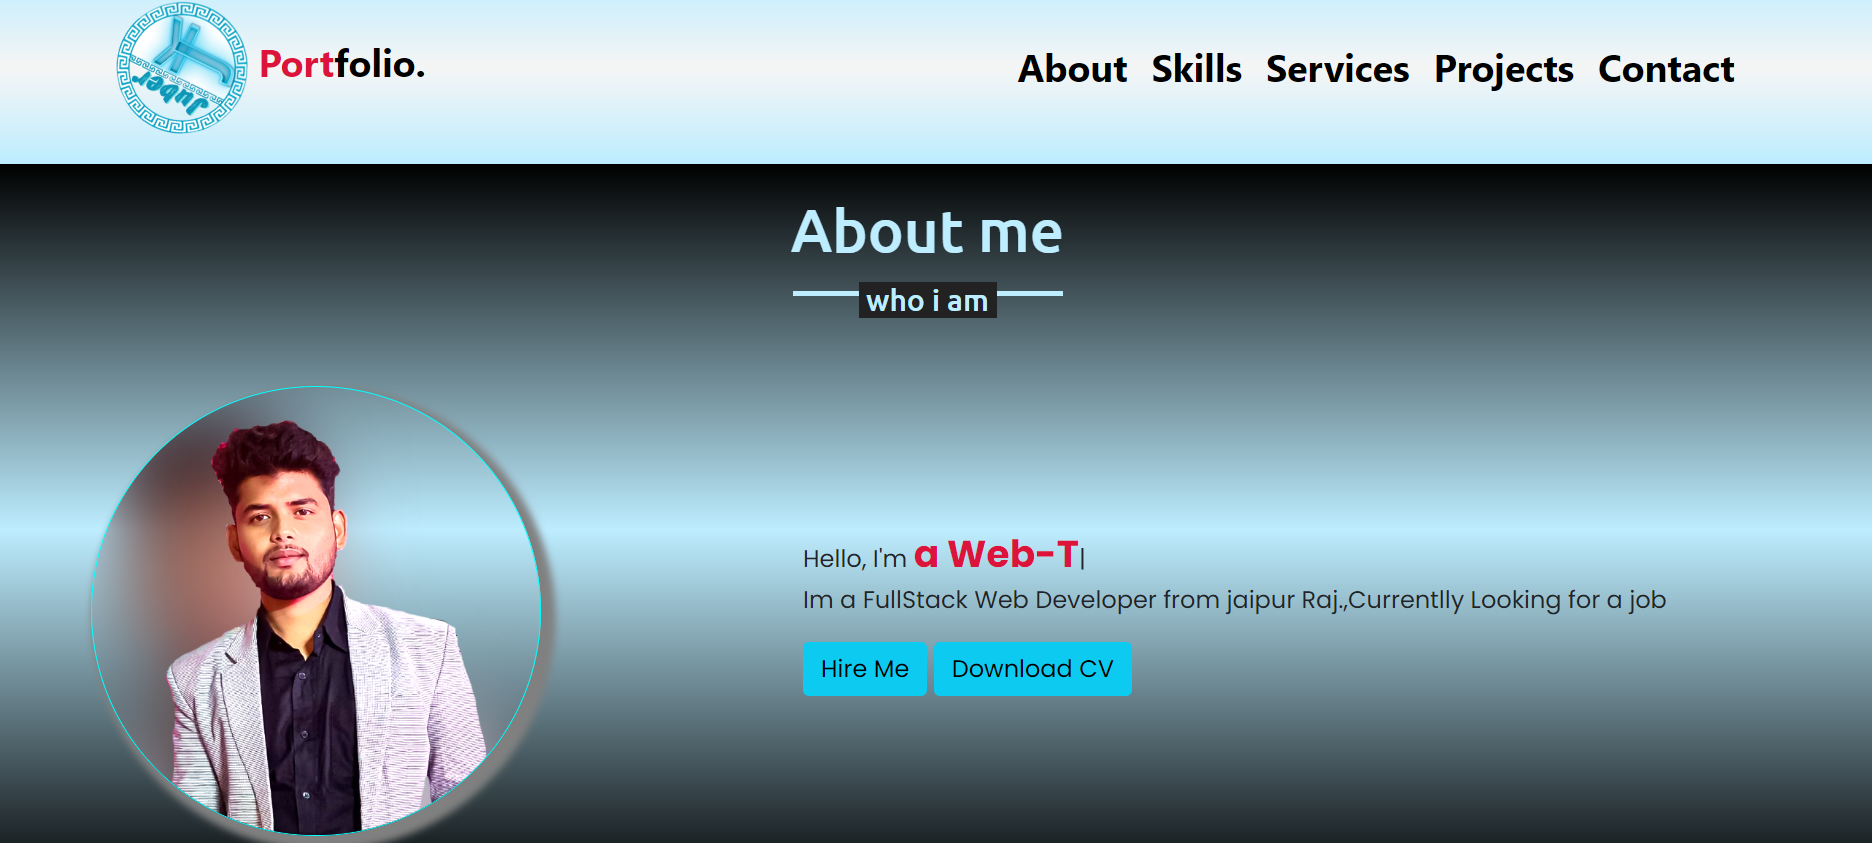 Juber
Portfolio.
About Skills Services Projects Contact
About me
who i am
Hello, I'm a Web-T|
Im a FullStack Web Developer from jaipur Raj.,Currentlly Looking for a job
Hire Me Download CV